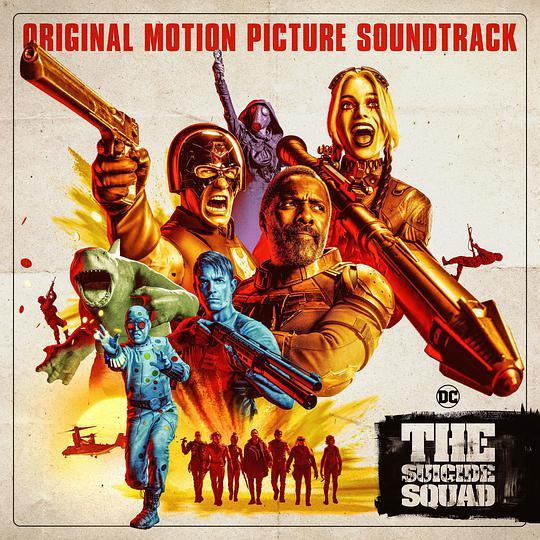 ORIGINAL MOTION PICTURE SOUNDTRACK
DC
THE
SUICIDE
SQUAD